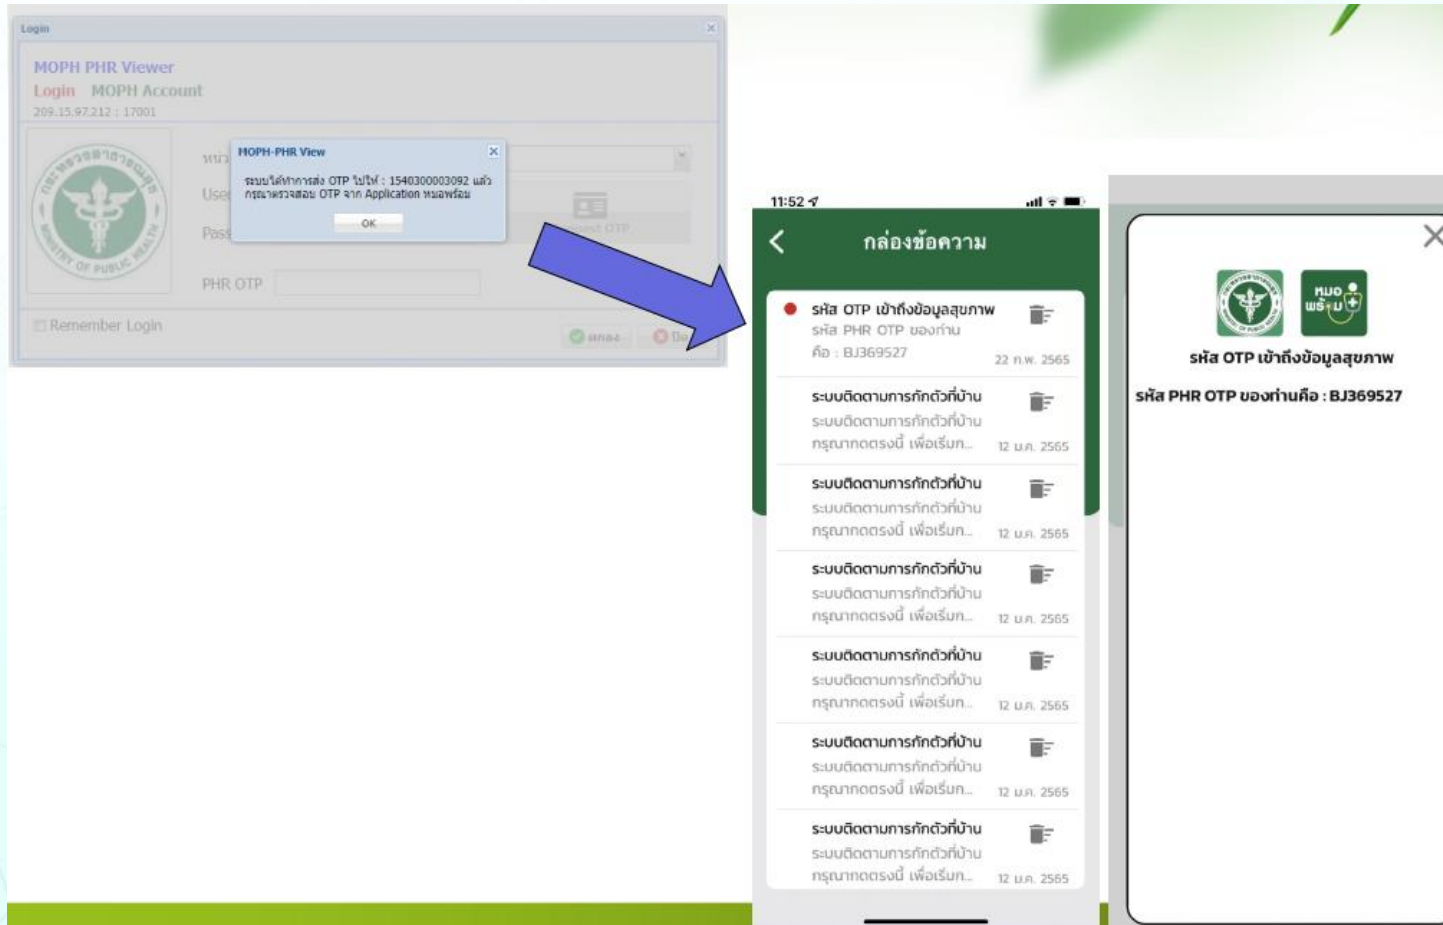 Login
MOPH PHR Viewer
Login MOPH Account
209.15.97.212 : 17001
กระทรวงสาธารณสุข
MINISTRY OF PUBLIC HEALTH
MOPH-PHR View
ระบบได้ทำการส่ง OTP ไปให้ : 1540300003092 แล้ว
กรุณาตรวจสอบ OTP จาก Application หมอพร้อม
OK
PHR OTP
Remember Login
ตกลง
11:52
กล่องข้อความ
รหัส OTP เข้าถึงข้อมูลสุขภาพ
รหัส PHR OTP ของท่าน
คือ : BJ369527
22 ก.พ. 2565
ระบบติดตามการกักตัวที่บ้าน
ระบบติดตามการกักตัวที่บ้าน
กรุณากดตรงนี้ เพื่อเริ่มก...
12 ม.ค. 2565
ระบบติดตามการกักตัวที่บ้าน
ระบบติดตามการกักตัวที่บ้าน
กรุณากดตรงนี้ เพื่อเริ่มก...
12 ม.ค. 2565
ระบบติดตามการกักตัวที่บ้าน
ระบบติดตามการกักตัวที่บ้าน
กรุณากดตรงนี้ เพื่อเริ่มก...
12 ม.ค. 2565
ระบบติดตามการกักตัวที่บ้าน
ระบบติดตามการกักตัวที่บ้าน
กรุณากดตรงนี้ เพื่อเริ่มก...
12 ม.ค. 2565
ระบบติดตามการกักตัวที่บ้าน
ระบบติดตามการกักตัวที่บ้าน
กรุณากดตรงนี้ เพื่อเริ่มก...
12 ม.ค. 2565
ระบบติดตามการกักตัวที่บ้าน
ระบบติดตามการกักตัวที่บ้าน
กรุณากดตรงนี้ เพื่อเริ่มก...
12 ม.ค. 2565
หมอ
พร้อม
รหัส OTP เข้าถึงข้อมูลสุขภาพ
รหัส PHR OTP ของท่านคือ : BJ369527